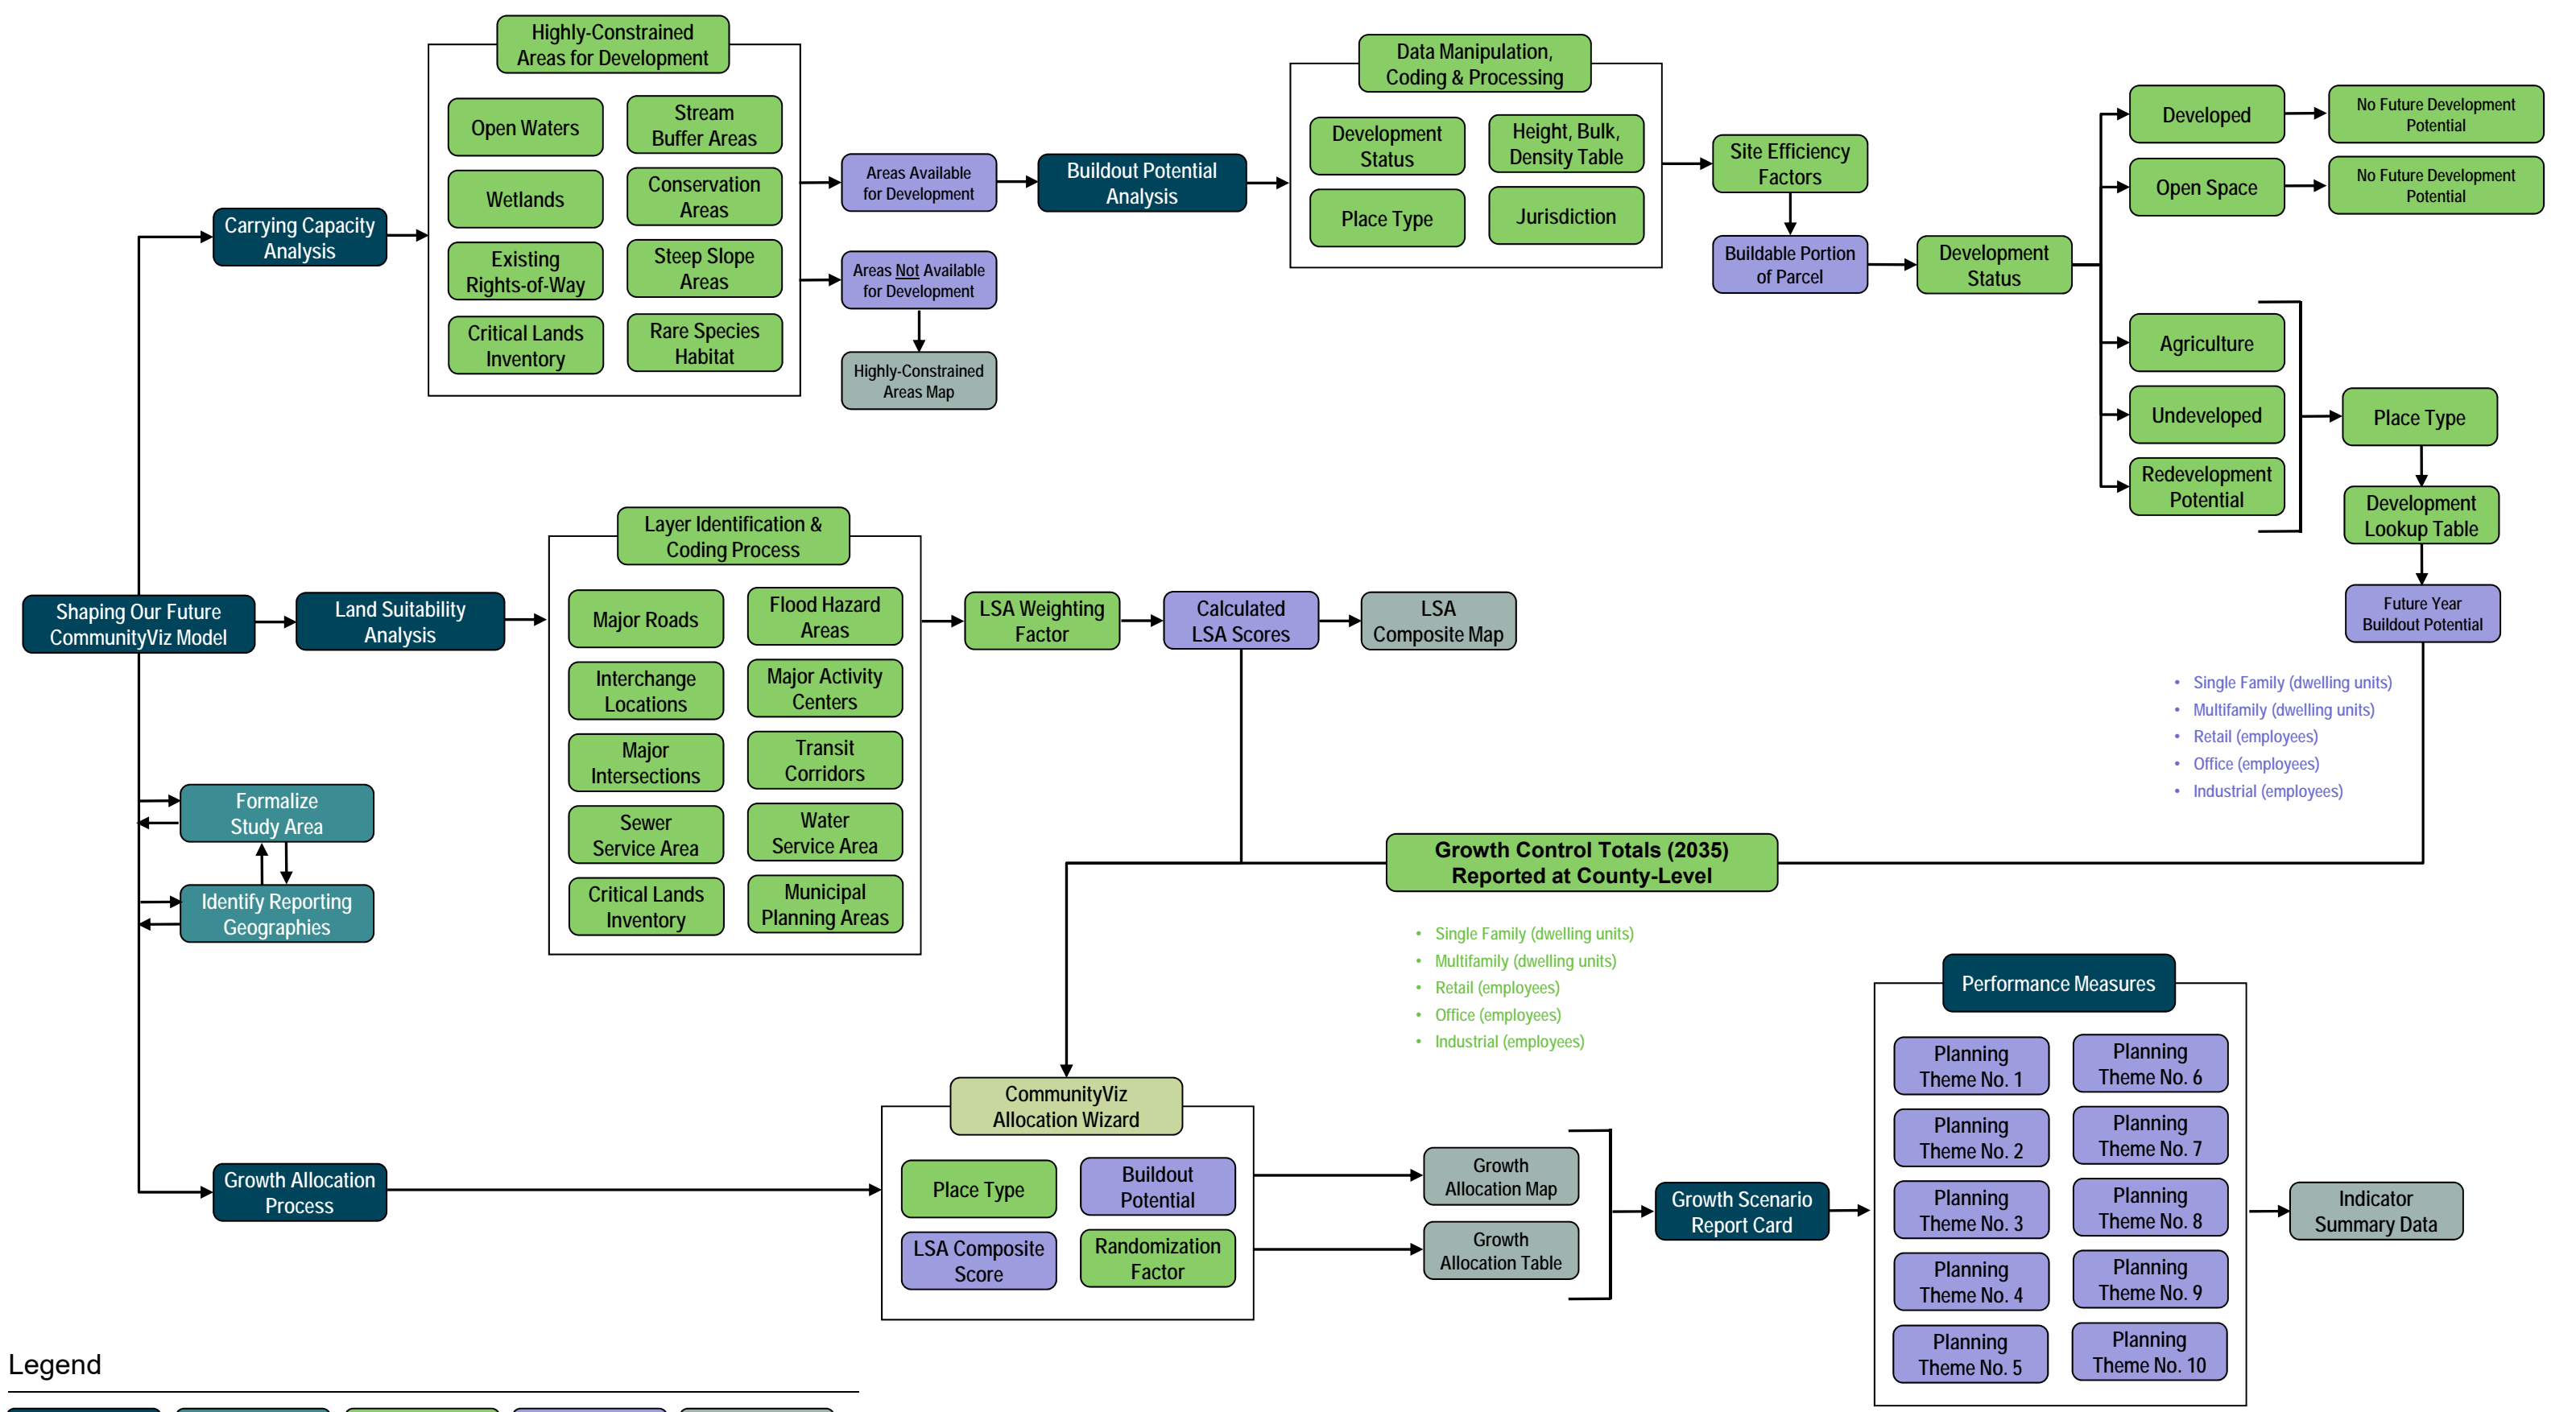 Highly-Constrained
Areas for Development
Open Waters
Stream
Buffer Areas
Wetlands
Conservation
Areas
Existing
Rights-of-Way
Steep Slope
Areas
Critical Lands
Inventory
Rare Species
Habitat
Carrying Capacity
Analysis
Areas Available
for Development
Areas Not Available
for Development
Highly-Constrained
Areas Map
Buildout Potential
Analysis
Data Manipulation,
Coding & Processing
Development
Status
Height, Bulk,
Density Table
Place Type
Jurisdiction
Site Efficiency
Factors
Buildable Portion
of Parcel
Development
Status
Developed
No Future Development
Potential
Open Space
No Future Development
Potential
Agriculture
Undeveloped
Redevelopment
Potential
Place Type
Development
Lookup Table
Future Year
Buildout Potential
• Single Family (dwelling units)
• Multifamily (dwelling units)
• Retail (employees)
• Office (employees)
• Industrial (employees)
Shaping Our Future
CommunityViz Model
Land Suitability
Analysis
Layer Identification &
Coding Process
Major Roads
Flood Hazard
Areas
Interchange
Locations
Major Activity
Centers
Major
Intersections
Transit
Corridors
Sewer
Service Area
Water
Service Area
Critical Lands
Inventory
Municipal
Planning Areas
LSA Weighting
Factor
Calculated
LSA Scores
LSA
Composite Map
Formalize
Study Area
Identify Reporting
Geographies
Growth Control Totals (2035)
Reported at County-Level
• Single Family (dwelling units)
• Multifamily (dwelling units)
• Retail (employees)
• Office (employees)
• Industrial (employees)
Growth Allocation
Process
CommunityViz
Allocation Wizard
Place Type
Buildout
Potential
LSA Composite
Score
Randomization
Factor
Growth
Allocation Map
Growth
Allocation Table
Growth Scenario
Report Card
Performance Measures
Planning
Theme No. 1
Planning
Theme No. 6
Planning
Theme No. 2
Planning
Theme No. 7
Planning
Theme No. 3
Planning
Theme No. 8
Planning
Theme No. 4
Planning
Theme No. 9
Planning
Theme No. 5
Planning
Theme No. 10
Indicator
Summary Data
Legend